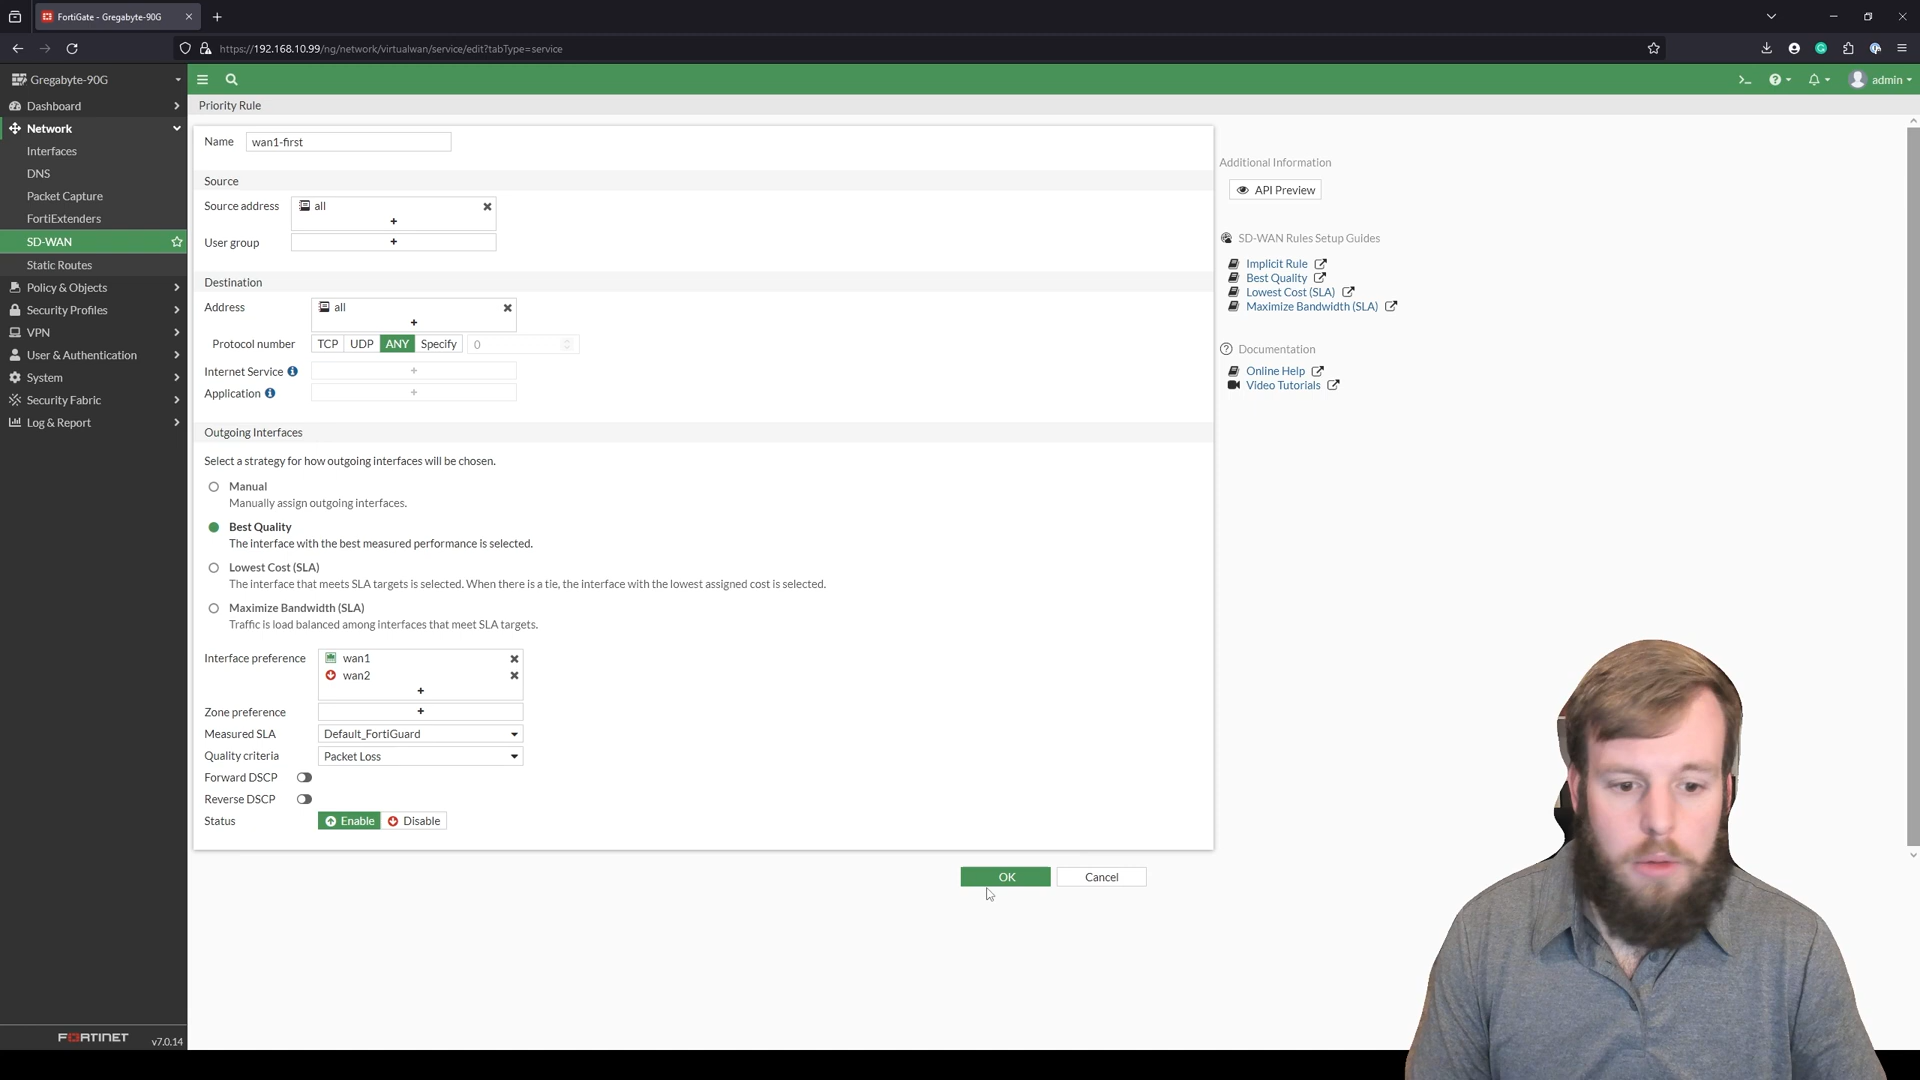 FortiGate - Gregabyte-90G
https://192.168.10.99/ng/network/virtualwan/service/edit?tabType=service
Gregabyte-90G
admin
Dashboard
Network
Interfaces
DNS
Packet Capture
FortiExtenders
SD-WAN
Static Routes
Policy & Objects
Security Profiles
VPN
User & Authentication
System
Security Fabric
Log & Report
FORTINET
v7.0.14
Priority Rule
Name wan1-first
Source
Source address all
+
User group +
Destination
Address all
+
Protocol number TCP UDP ANY Specify 0
Internet Service +
Application +
Outgoing Interfaces
Select a strategy for how outgoing interfaces will be chosen.
Manual
Manually assign outgoing interfaces.
Best Quality
The interface with the best measured performance is selected.
Lowest Cost (SLA)
The interface that meets SLA targets is selected. When there is a tie, the interface with the lowest assigned cost is selected.
Maximize Bandwidth (SLA)
Traffic is load balanced among interfaces that meet SLA targets.
Interface preference wan1
wan2
+
Zone preference +
Measured SLA Default_FortiGuard
Quality criteria Packet Loss
Forward DSCP
Reverse DSCP
Status Enable Disable
OK Cancel
Additional Information
API Preview
SD-WAN Rules Setup Guides
Implicit Rule
Best Quality
Lowest Cost (SLA)
Maximize Bandwidth (SLA)
Documentation
Online Help
Video Tutorials